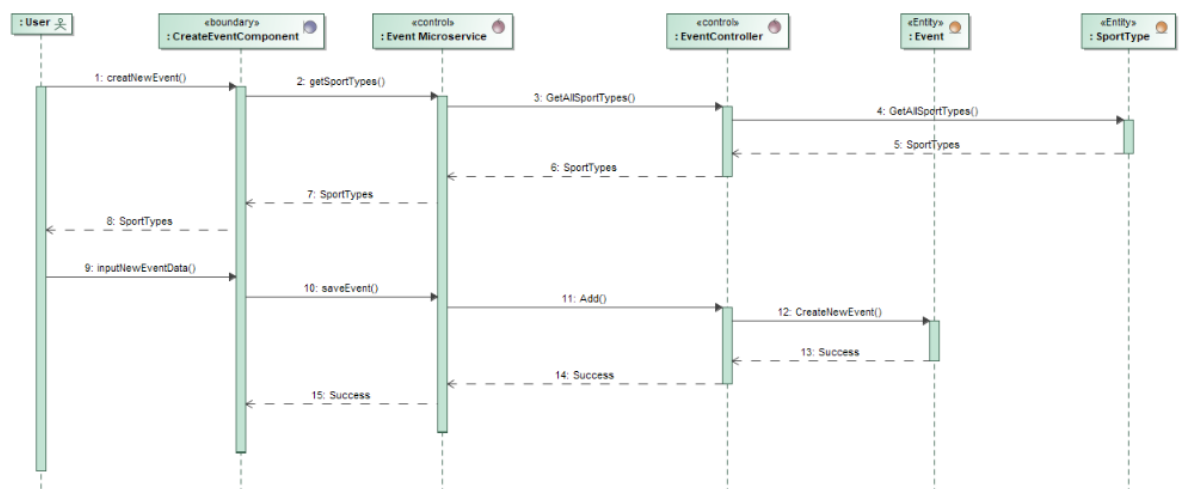 : User
«boundary»
: CreateEventComponent
«control»
: Event Microservice
«control»
: EventController
«Entity»
: Event
«Entity»
: SportType
1: creatNewEvent()
2: getSportTypes()
3: GetAllSportTypes()
4: GetAllSportTypes()
5: SportTypes
6: SportTypes
7: SportTypes
8: SportTypes
9: inputNewEventData()
10: saveEvent()
11: Add()
12: CreateNewEvent()
13: Success
14: Success
15: Success